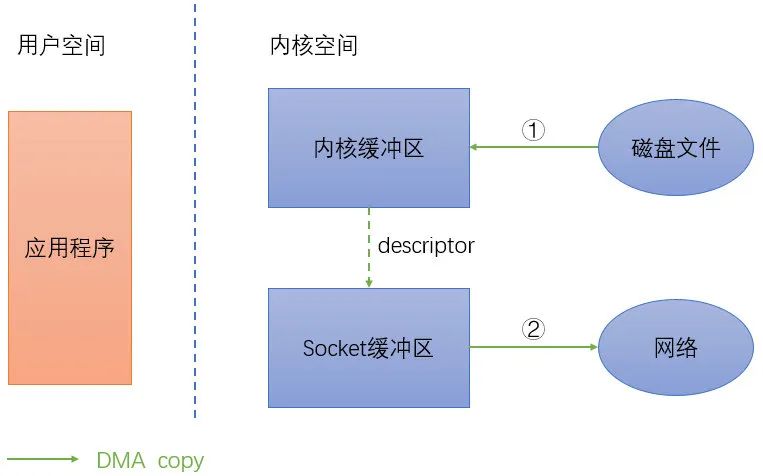 用户空间
内核空间
应用程序
内核缓冲区
①
磁盘文件
descriptor
Socket缓冲区
②
网络
DMA copy